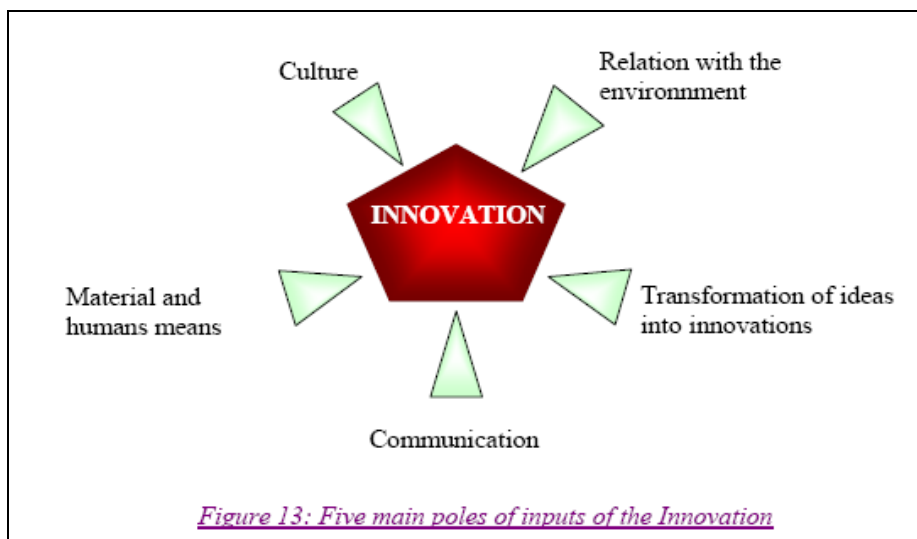 Culture
Relation with the
environnment
INNOVATION
Material and
humans means
Transformation of ideas
into innovations
Communication
Figure 13: Five main poles of inputs of the Innovation